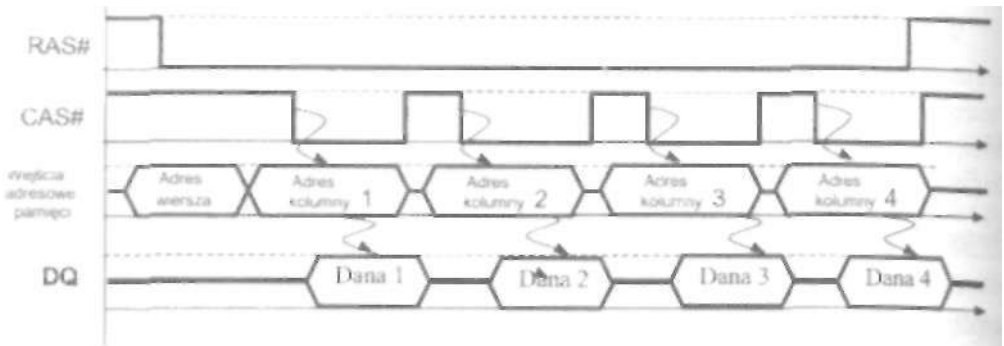 RAS#
CAS#
Wejścia
adresowe
pamięci
Adres
wiersza
Adres
kolumny 1
Adres
kolumny 2
Adres
kolumny 3
Adres
kolumny 4
DQ
Dana 1
Dana 2
Dana 3
Dana 4